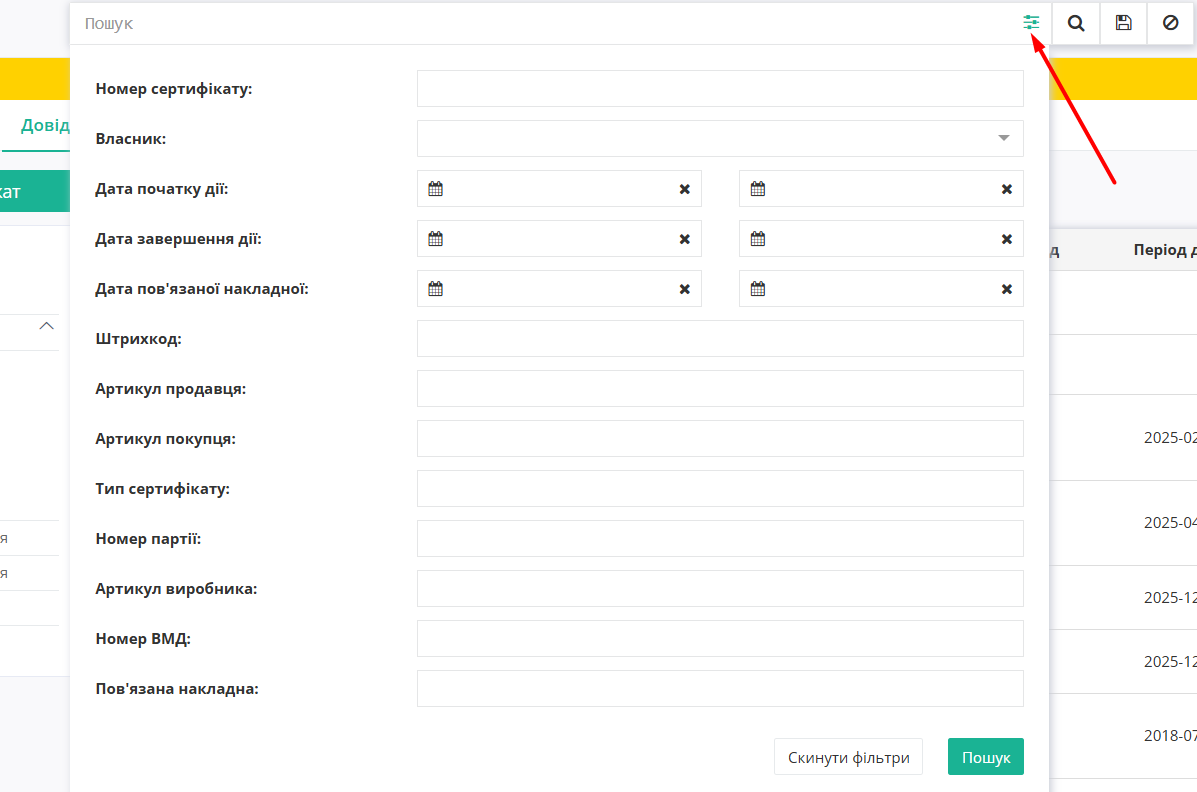 Пошук
Довід
кат
Номер сертифікату:
Власник:
Дата початку дії:
Дата завершення дії:
д Період д
Дата пов'язаної накладної:
Штрихкод:
Артикул продавця:
Артикул покупця:
2025-02
Тип сертифікату:
2025-04
Номер партії:
я
я
Артикул виробника:
2025-12
Номер ВМД:
2025-12
Пов'язана накладна:
2018-07
Скинути фільтри Пошук